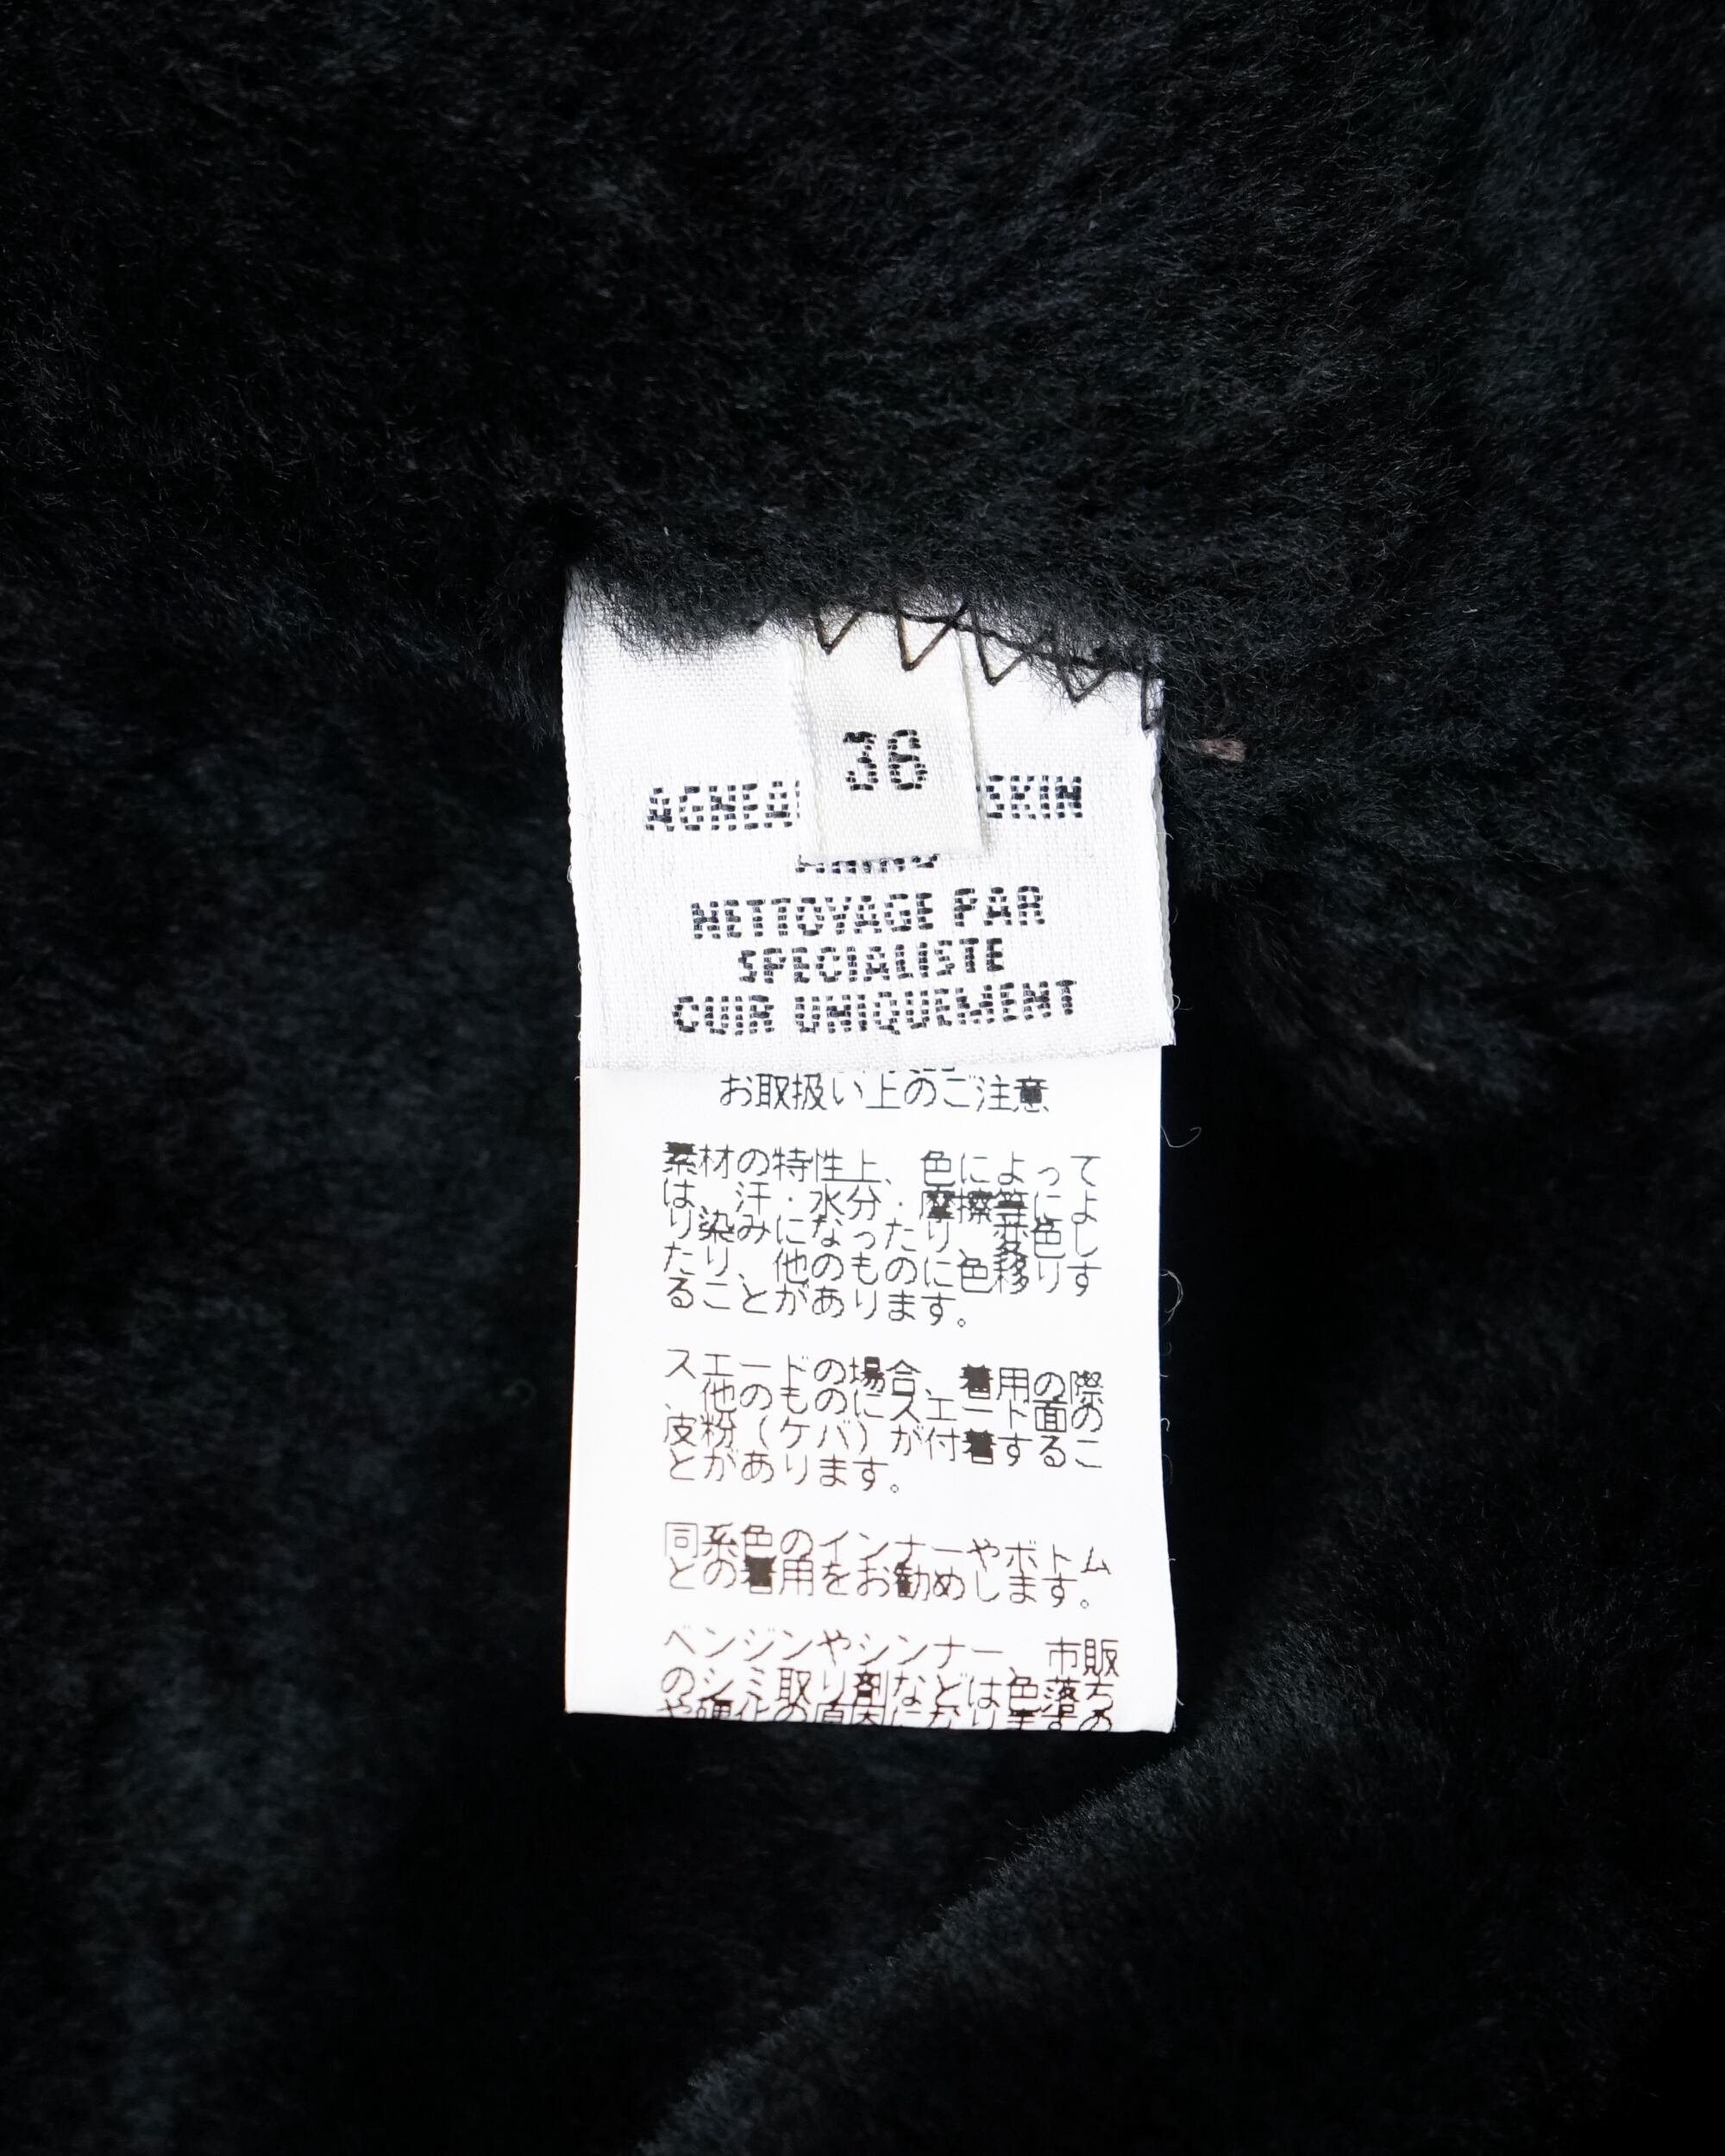 36
SKIN
NETTOYAGE PAR
SPECIALISTE
CUIR UNIQUEMENT
お取扱い上のご注意
素材の特性上、色によって
は、汗・水分・摩擦等によ
り染みになったり、変色し
たり、他のものに色移りす
ることがあります。
スエードの場合、着用の際
、他のものにスエード面の
皮粉(ケバ)が付着するこ
とがあります。
同系色のインナーやボトム
との着用をお勧めします。
ベンジンやシンナー、市販
のシミ取り剤などは色落ち